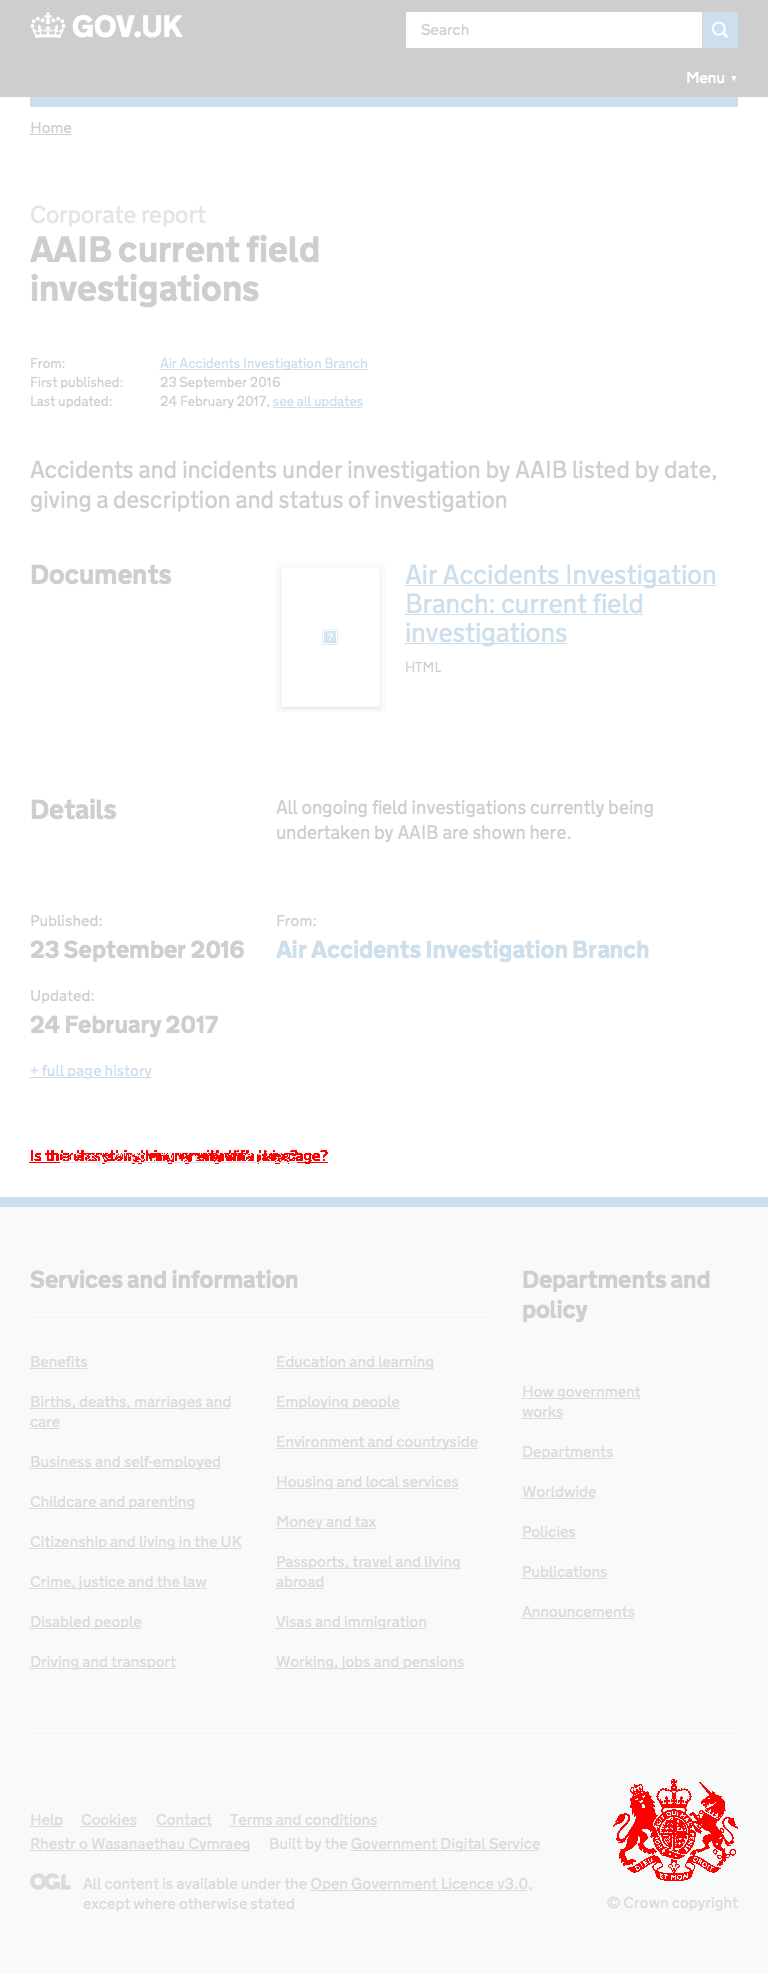 GOV.UK
Search
Menu ▼
Home
Corporate report
AAIB current field
investigations
From: Air Accidents Investigation Branch
First published: 23 September 2016
Last updated: 24 February 2017, see all updates
Accidents and incidents under investigation by AAIB listed by date,
giving a description and status of investigation
Documents
Air Accidents Investigation
Branch: current field
investigations
HTML
Details
All ongoing field investigations currently being
undertaken by AAIB are shown here.
Published:
23 September 2016
From:
Air Accidents Investigation Branch
Updated:
24 February 2017
+ full page history
Services and information
Benefits
Births, deaths, marriages and
care
Business and self-employed
Childcare and parenting
Citizenship and living in the UK
Crime, justice and the law
Disabled people
Driving and transport
Education and learning
Employing people
Environment and countryside
Housing and local services
Money and tax
Passports, travel and living
abroad
Visas and immigration
Working, jobs and pensions
Departments and
policy
How government
works
Departments
Worldwide
Policies
Publications
Announcements
Help Cookies Contact Terms and conditions
Rhestr o Wasanaethau Cymraeg Built by the Government Digital Service
OGL All content is available under the Open Government Licence v3.0,
except where otherwise stated
© Crown copyright